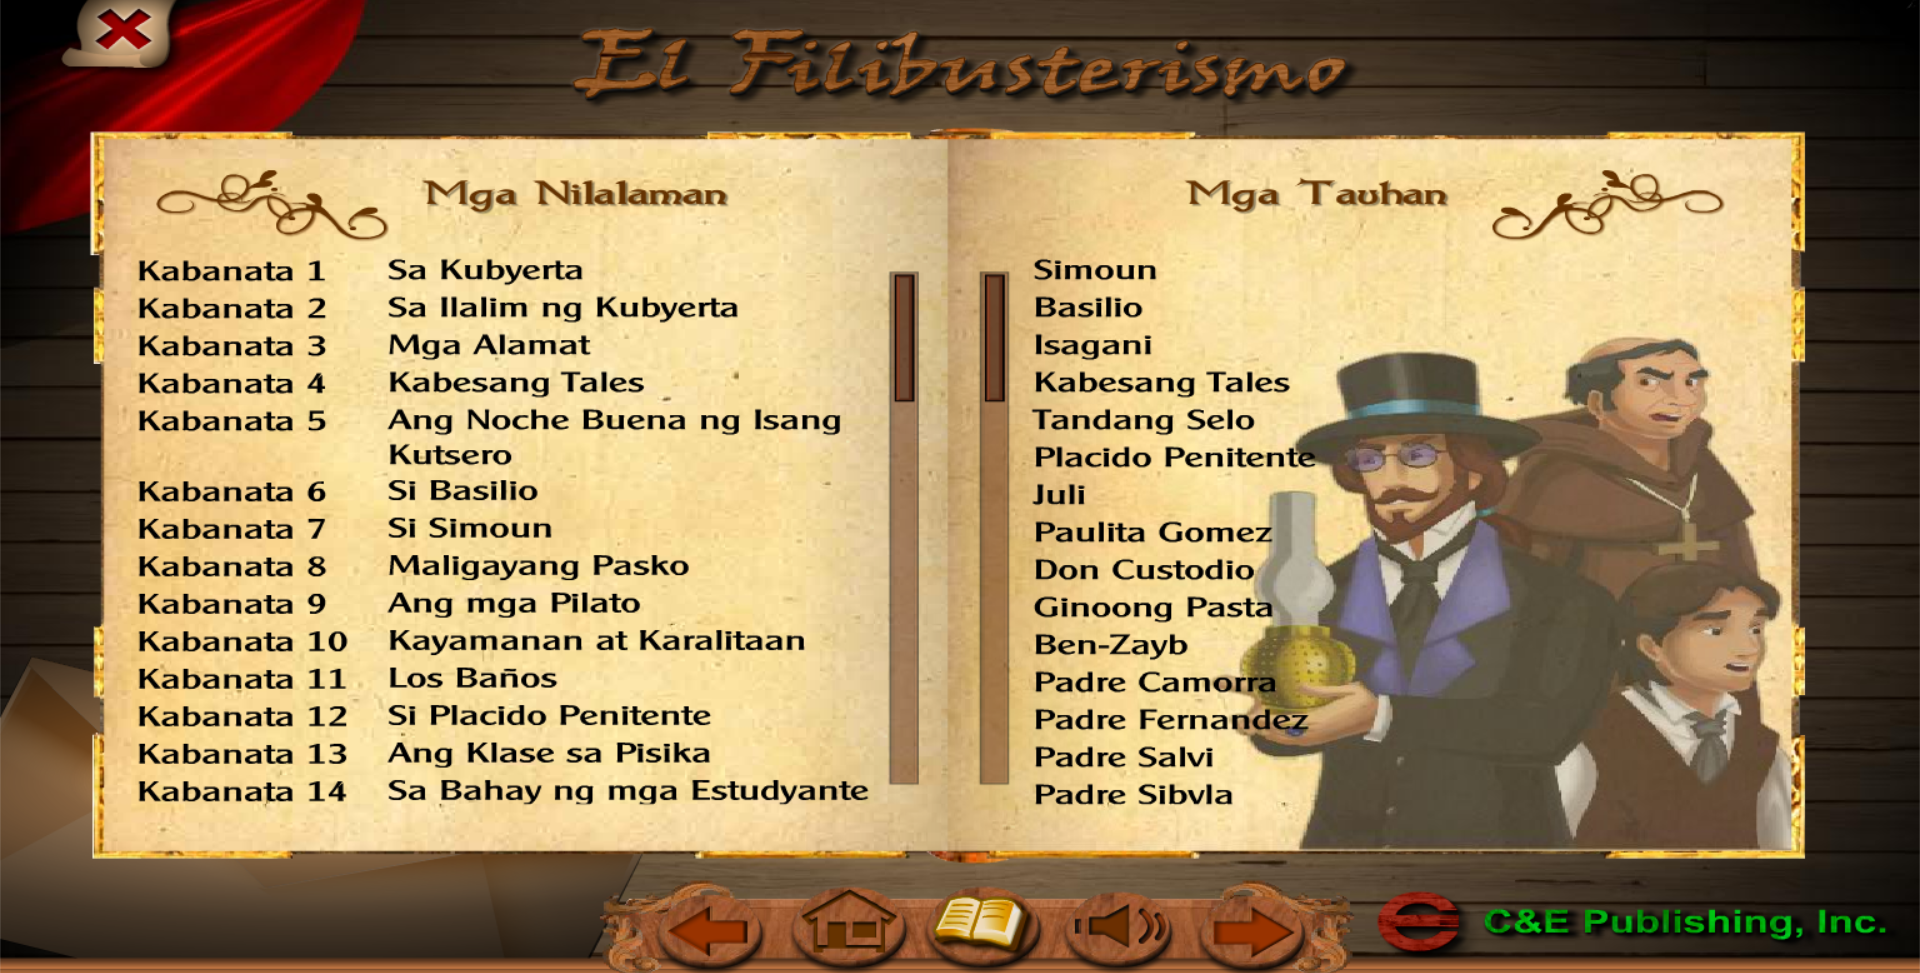 El Filibusterismo
Mga Nilalaman
Kabanata 1 Sa Kubyerta
Kabanata 2 Sa Ilalim ng Kubyerta
Kabanata 3 Mga Alamat
Kabanata 4 Kabesang Tales
Kabanata 5 Ang Noche Buena ng Isang
Kutsero
Kabanata 6 Si Basilio
Kabanata 7 Si Simoun
Kabanata 8 Maligayang Pasko
Kabanata 9 Ang mga Pilato
Kabanata 10 Kayamanan at Karalitaan
Kabanata 11 Los Baños
Kabanata 12 Si Placido Penitente
Kabanata 13 Ang Klase sa Pisika
Kabanata 14 Sa Bahay ng mga Estudyante
Mga Tauhan
Simoun
Basilio
Isagani
Kabesang Tales
Tandang Selo
Placido Penitente
Juli
Paulita Gomez
Don Custodio
Ginoong Pasta
Ben-Zayb
Padre Camorra
Padre Fernandez
Padre Salvi
Padre Sibyla
C&E Publishing, Inc.